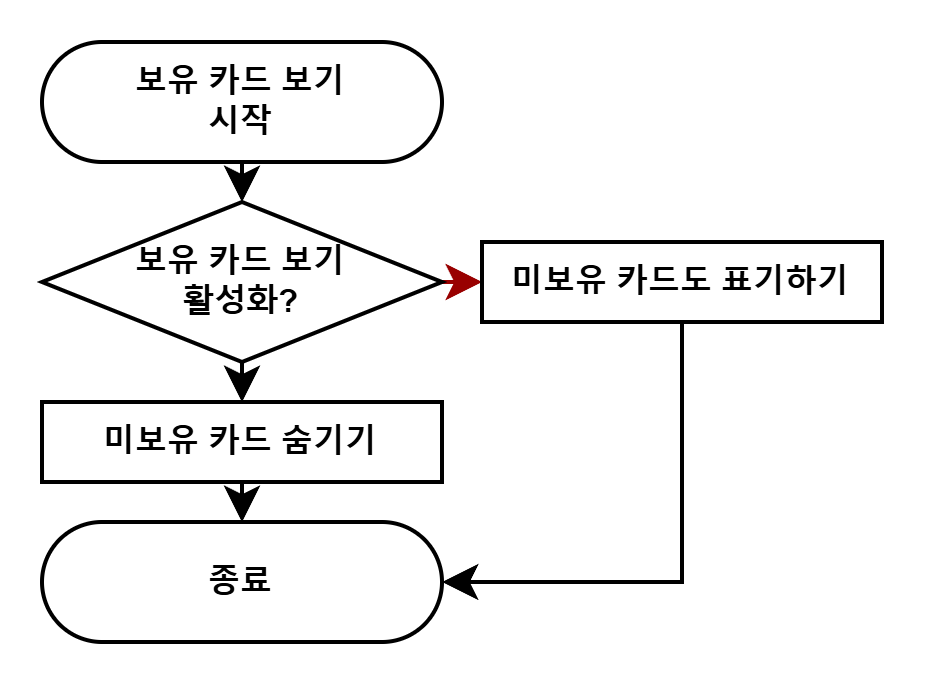 보유 카드 보기
시작
보유 카드 보기
활성화?
미보유 카드도 표기하기
미보유 카드 숨기기
종료